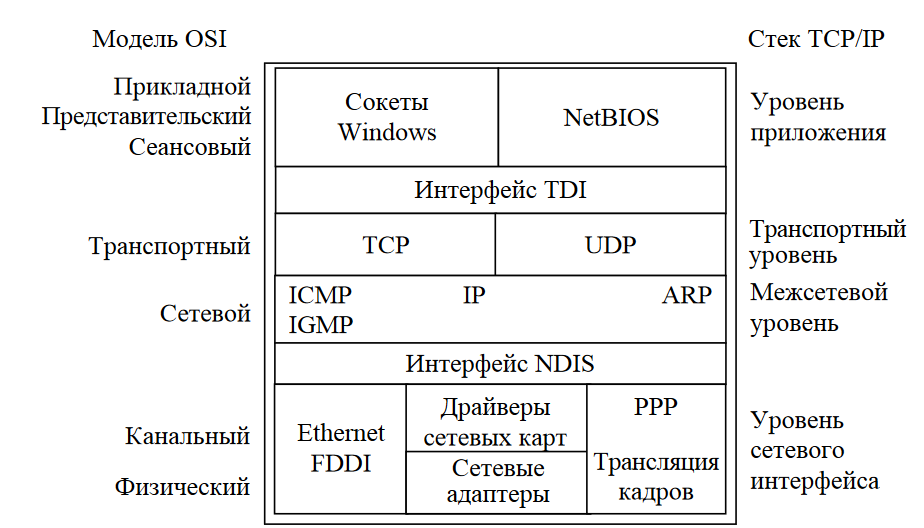 Модель OSI
Стек TCP/IP
Прикладной
Представительский
Сеансовый
Сокеты
Windows
NetBIOS
Уровень
приложения
Интерфейс TDI
Транспортный
TCP
UDP
Транспортный
уровень
Сетевой
ICMP IP ARP
IGMP
Межсетевой
уровень
Интерфейс NDIS
Канальный
Физический
Ethernet
FDDI
Драйверы
сетевых карт
Сетевые
адаптеры
PPP
Трансляция
кадров
Уровень
сетевого
интерфейса